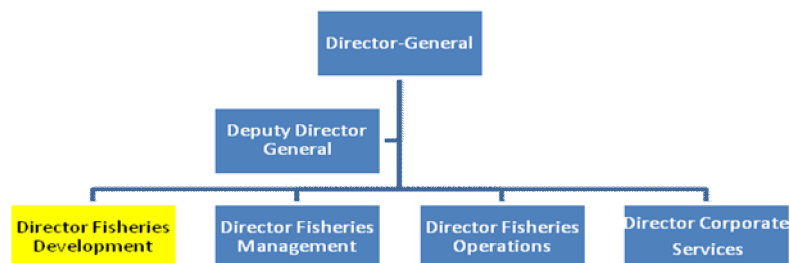 Director-General
Deputy Director
General
Director Fisheries
Development
Director Fisheries
Management
Director Fisheries
Operations
Director Corporate
Services